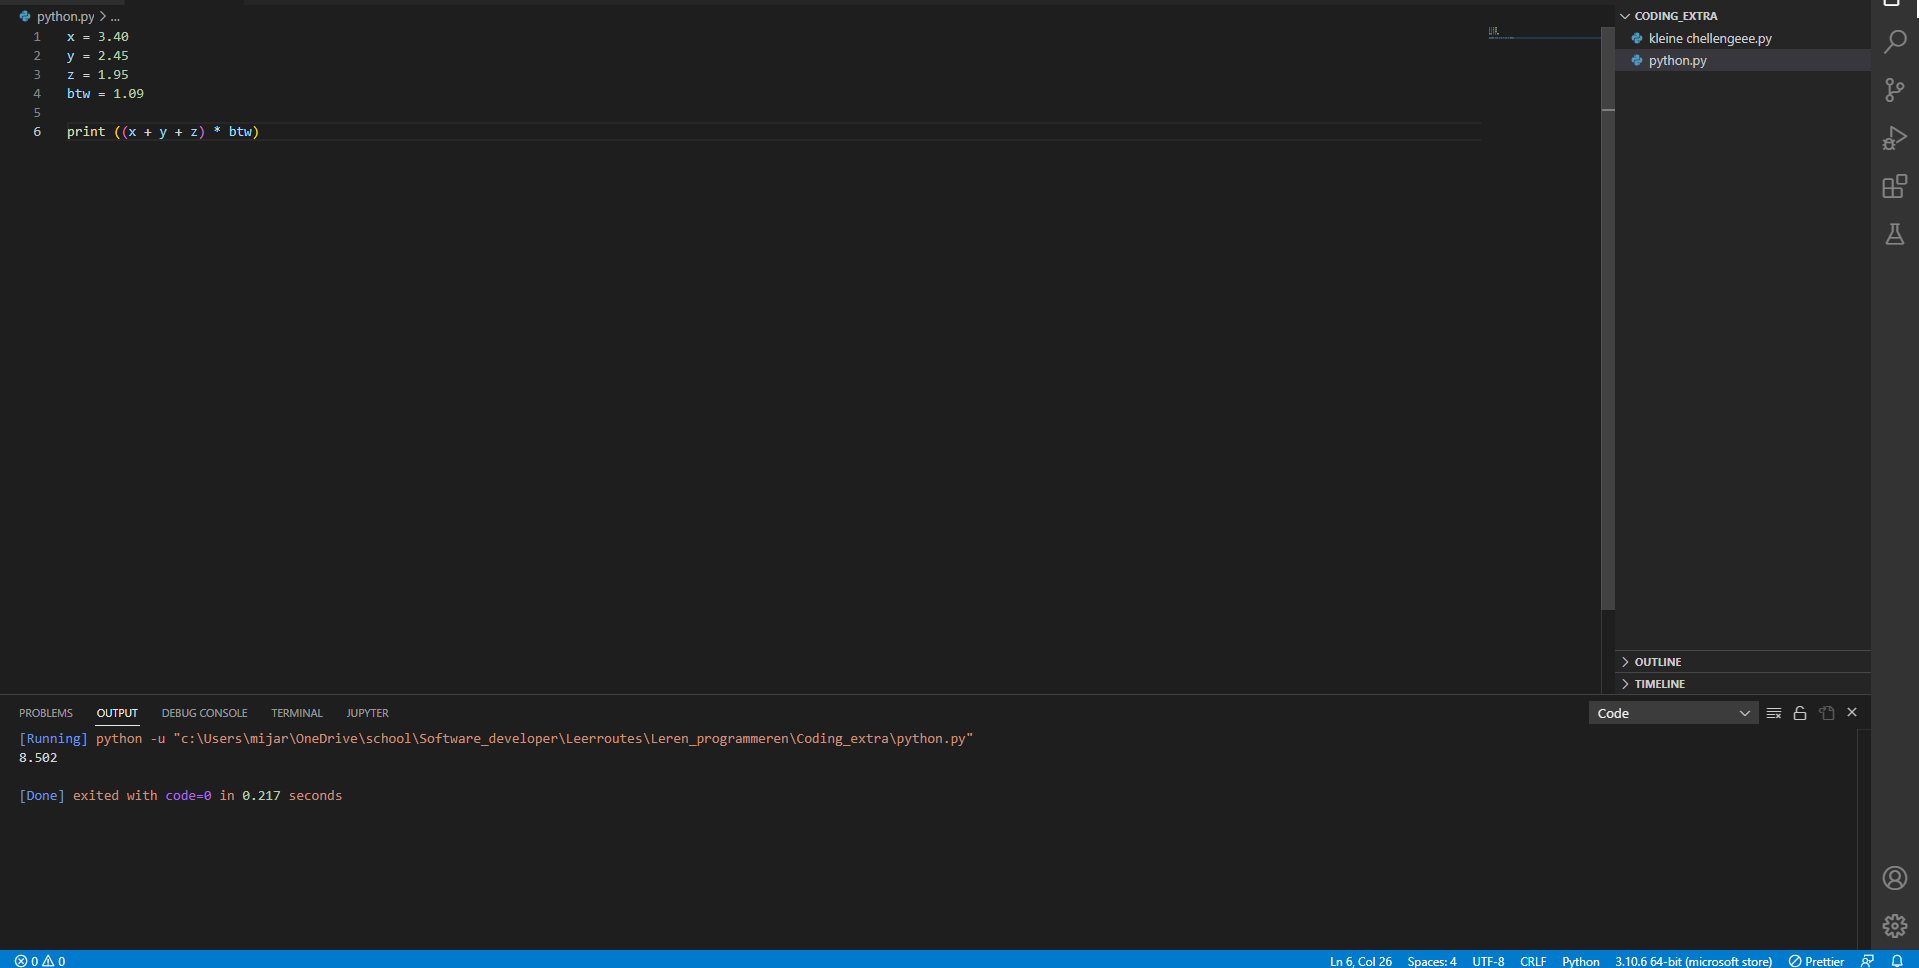 python.py > ...
1 x = 3.40
2 y = 2.45
3 z = 1.95
4 btw = 1.09
5
6 print ((x + y + z) * btw)
CODING_EXTRA
kleine chellengeee.py
python.py
OUTLINE
TIMELINE
PROBLEMS OUTPUT DEBUG CONSOLE TERMINAL JUPYTER
Code
[Running] python -u "c:\Users\mijar\OneDrive\school\Software_developer\Leerroutes\Leren_programmeren\Coding_extra\python.py"
8.502
[Done] exited with code=0 in 0.217 seconds
0 0
Ln 6, Col 26 Spaces: 4 UTF-8 CRLF Python 3.10.6 64-bit (microsoft store) Prettier